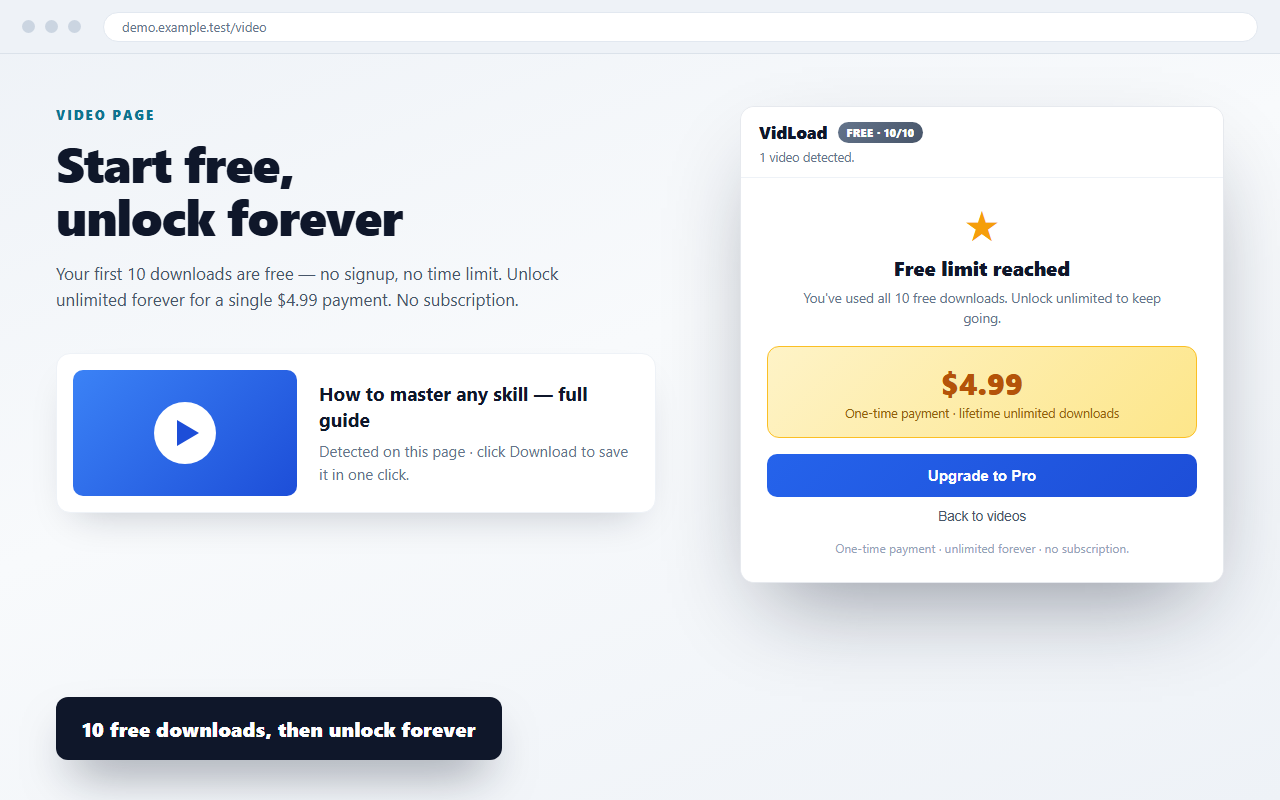 demo.example.test/video
VIDEO PAGE
Start free,
unlock forever
Your first 10 downloads are free — no signup, no time limit. Unlock
unlimited forever for a single $4.99 payment. No subscription.
How to master any skill — full
guide
Detected on this page · click Download to save
it in one click.
10 free downloads, then unlock forever
VidLoad FREE · 10/10
1 video detected.
Free limit reached
You've used all 10 free downloads. Unlock unlimited to keep
going.
$4.99
One-time payment · lifetime unlimited downloads
Upgrade to Pro
Back to videos
One-time payment · unlimited forever · no subscription.